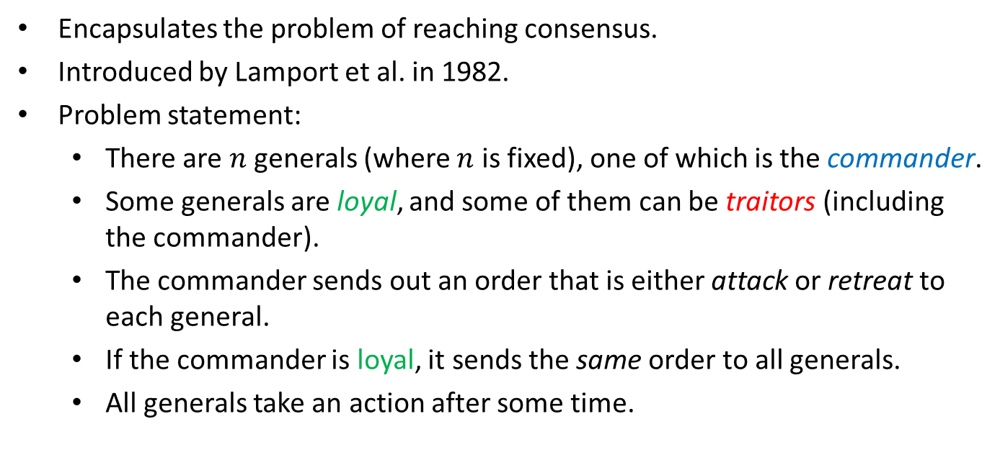 • Encapsulates the problem of reaching consensus.
• Introduced by Lamport et al. in 1982.
• Problem statement:
• There are n generals (where n is fixed), one of which is the commander.
• Some generals are loyal, and some of them can be traitors (including
the commander).
• The commander sends out an order that is either attack or retreat to
each general.
• If the commander is loyal, it sends the same order to all generals.
• All generals take an action after some time.